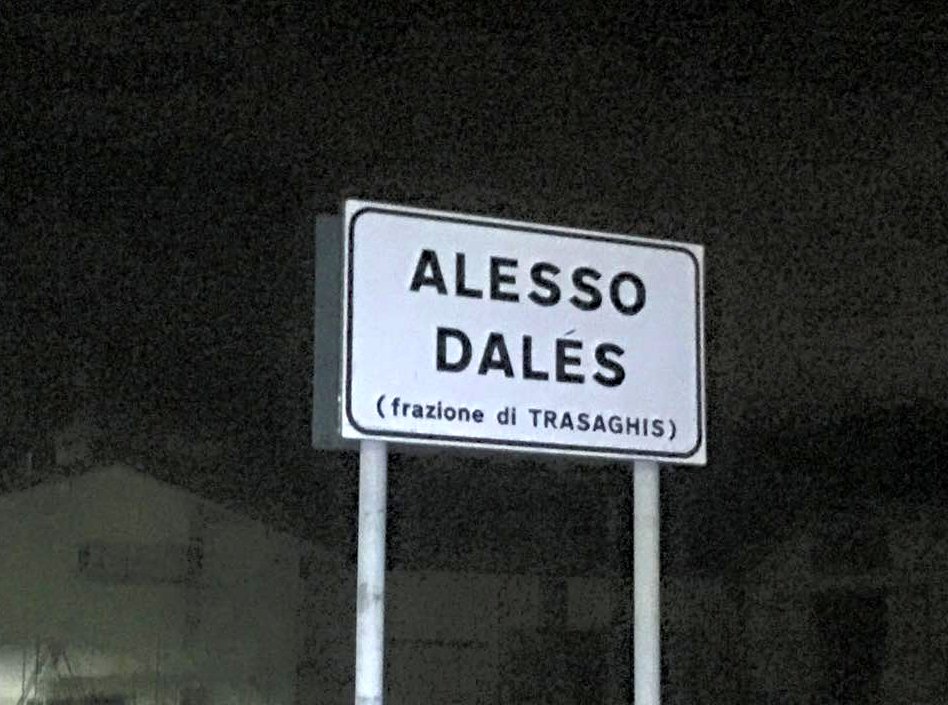 ALESSO
DALÉS
(frazione di TRASAGHIS)